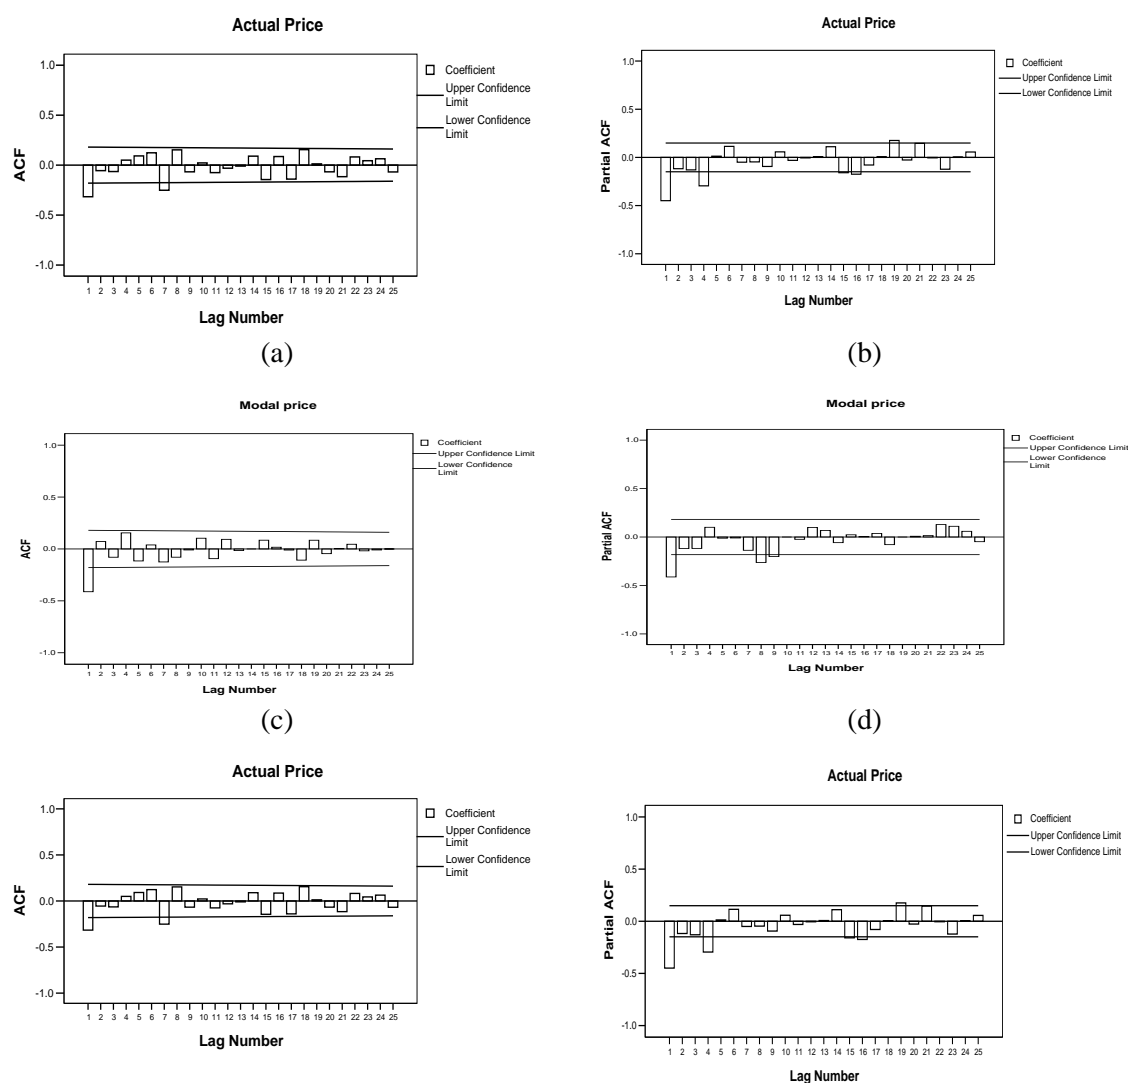 Actual Price
1.0
0.5
0.0
-0.5
-1.0
ACF
1 2 3 4 5 6 7 8 9 10 11 12 13 14 15 16 17 18 19 20 21 22 23 24 25
Lag Number
Coefficient
Upper Confidence
Limit
Lower Confidence
Limit
(a)
Actual Price
1.0
0.5
0.0
-0.5
-1.0
Partial ACF
1 2 3 4 5 6 7 8 9 10 11 12 13 14 15 16 17 18 19 20 21 22 23 24 25
Lag Number
Coefficient
Upper Confidence Limit
Lower Confidence Limit
(b)
Modal price
1.0
0.5
0.0
-0.5
-1.0
ACF
1 2 3 4 5 6 7 8 9 10 11 12 13 14 15 16 17 18 19 20 21 22 23 24 25
Lag Number
Coefficient
Upper Confidence Limit
Lower Confidence
Limit
(c)
Modal price
1.0
0.5
0.0
-0.5
-1.0
Partial ACF
1 2 3 4 5 6 7 8 9 10 11 12 13 14 15 16 17 18 19 20 21 22 23 24 25
Lag Number
Coefficient
Upper Confidence Limit
Lower Confidence
Limit
(d)
Actual Price
1.0
0.5
0.0
-0.5
-1.0
ACF
1 2 3 4 5 6 7 8 9 10 11 12 13 14 15 16 17 18 19 20 21 22 23 24 25
Lag Number
Coefficient
Upper Confidence
Limit
Lower Confidence
Limit
Actual Price
1.0
0.5
0.0
-0.5
-1.0
Partial ACF
1 2 3 4 5 6 7 8 9 10 11 12 13 14 15 16 17 18 19 20 21 22 23 24 25
Lag Number
Coefficient
Upper Confidence Limit
Lower Confidence Limit